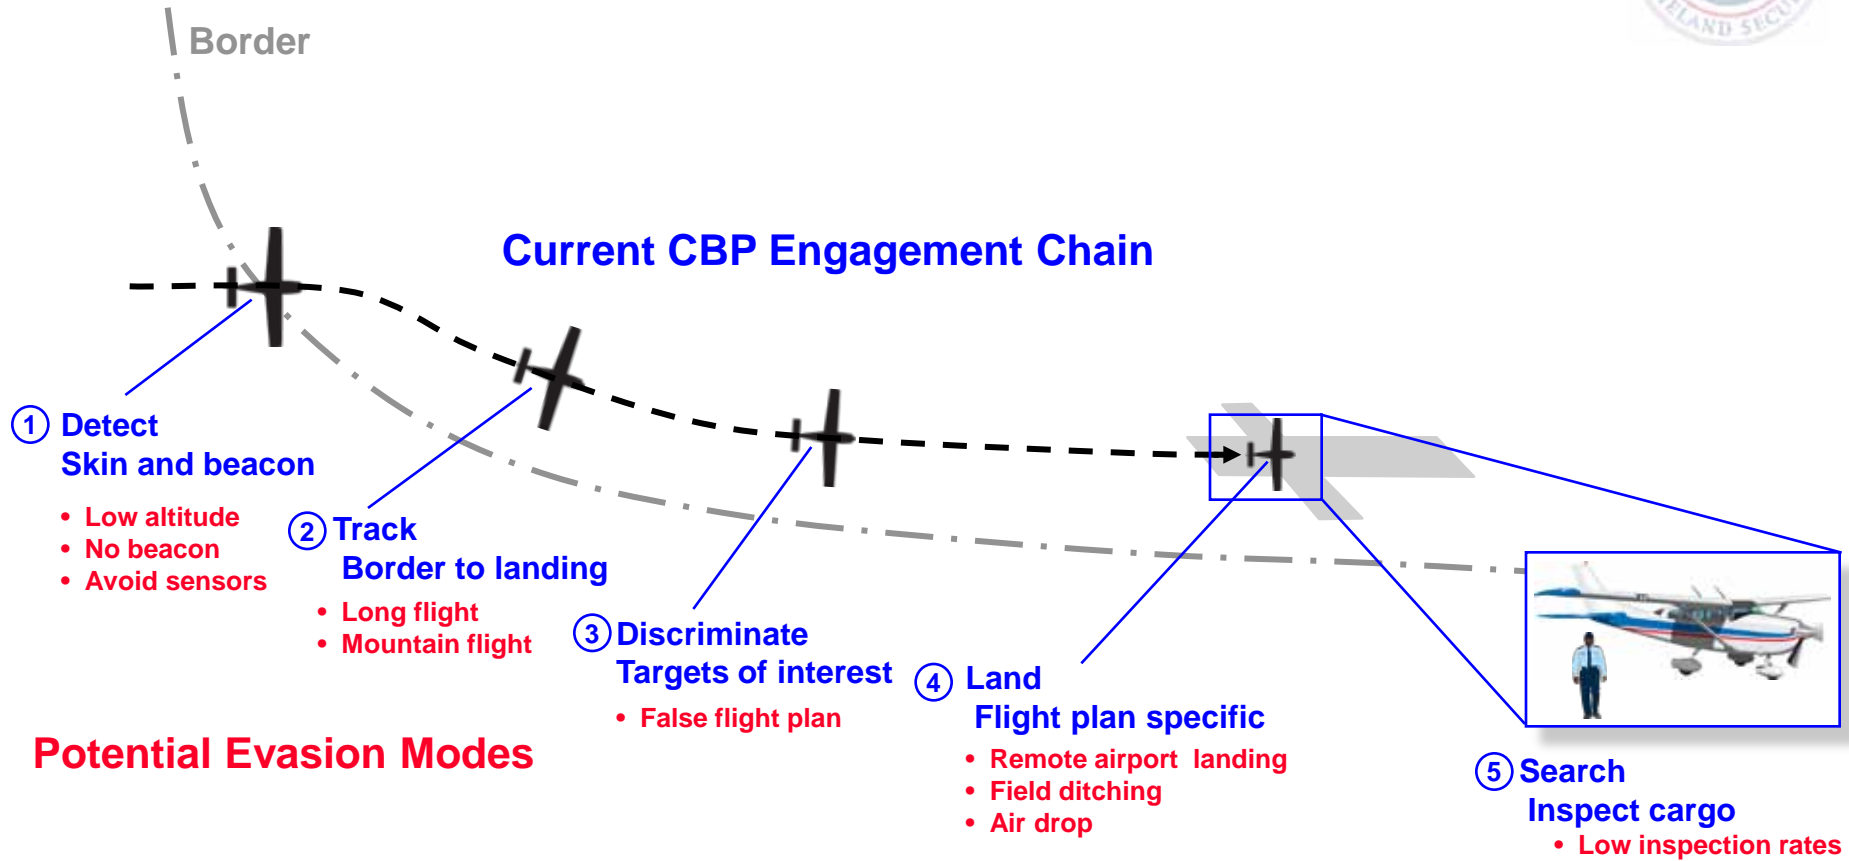 ELAND SECU
Border
Current CBP Engagement Chain
1 Detect
Skin and beacon
• Low altitude
• No beacon
• Avoid sensors
2 Track
Border to landing
• Long flight
• Mountain flight
3 Discriminate
Targets of interest
• False flight plan
4 Land
Flight plan specific
• Remote airport landing
• Field ditching
• Air drop
5 Search
Inspect cargo
• Low inspection rates
Potential Evasion Modes